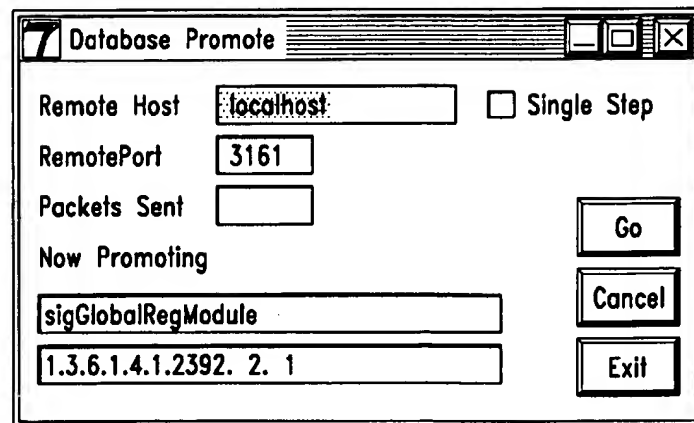 7 Database Promote
Remote Host localhost Single Step
RemotePort 3161
Packets Sent
Go
Now Promoting
Cancel
sigGlobalRegModule
1.3.6.1.4.1.2392. 2. 1
Exit